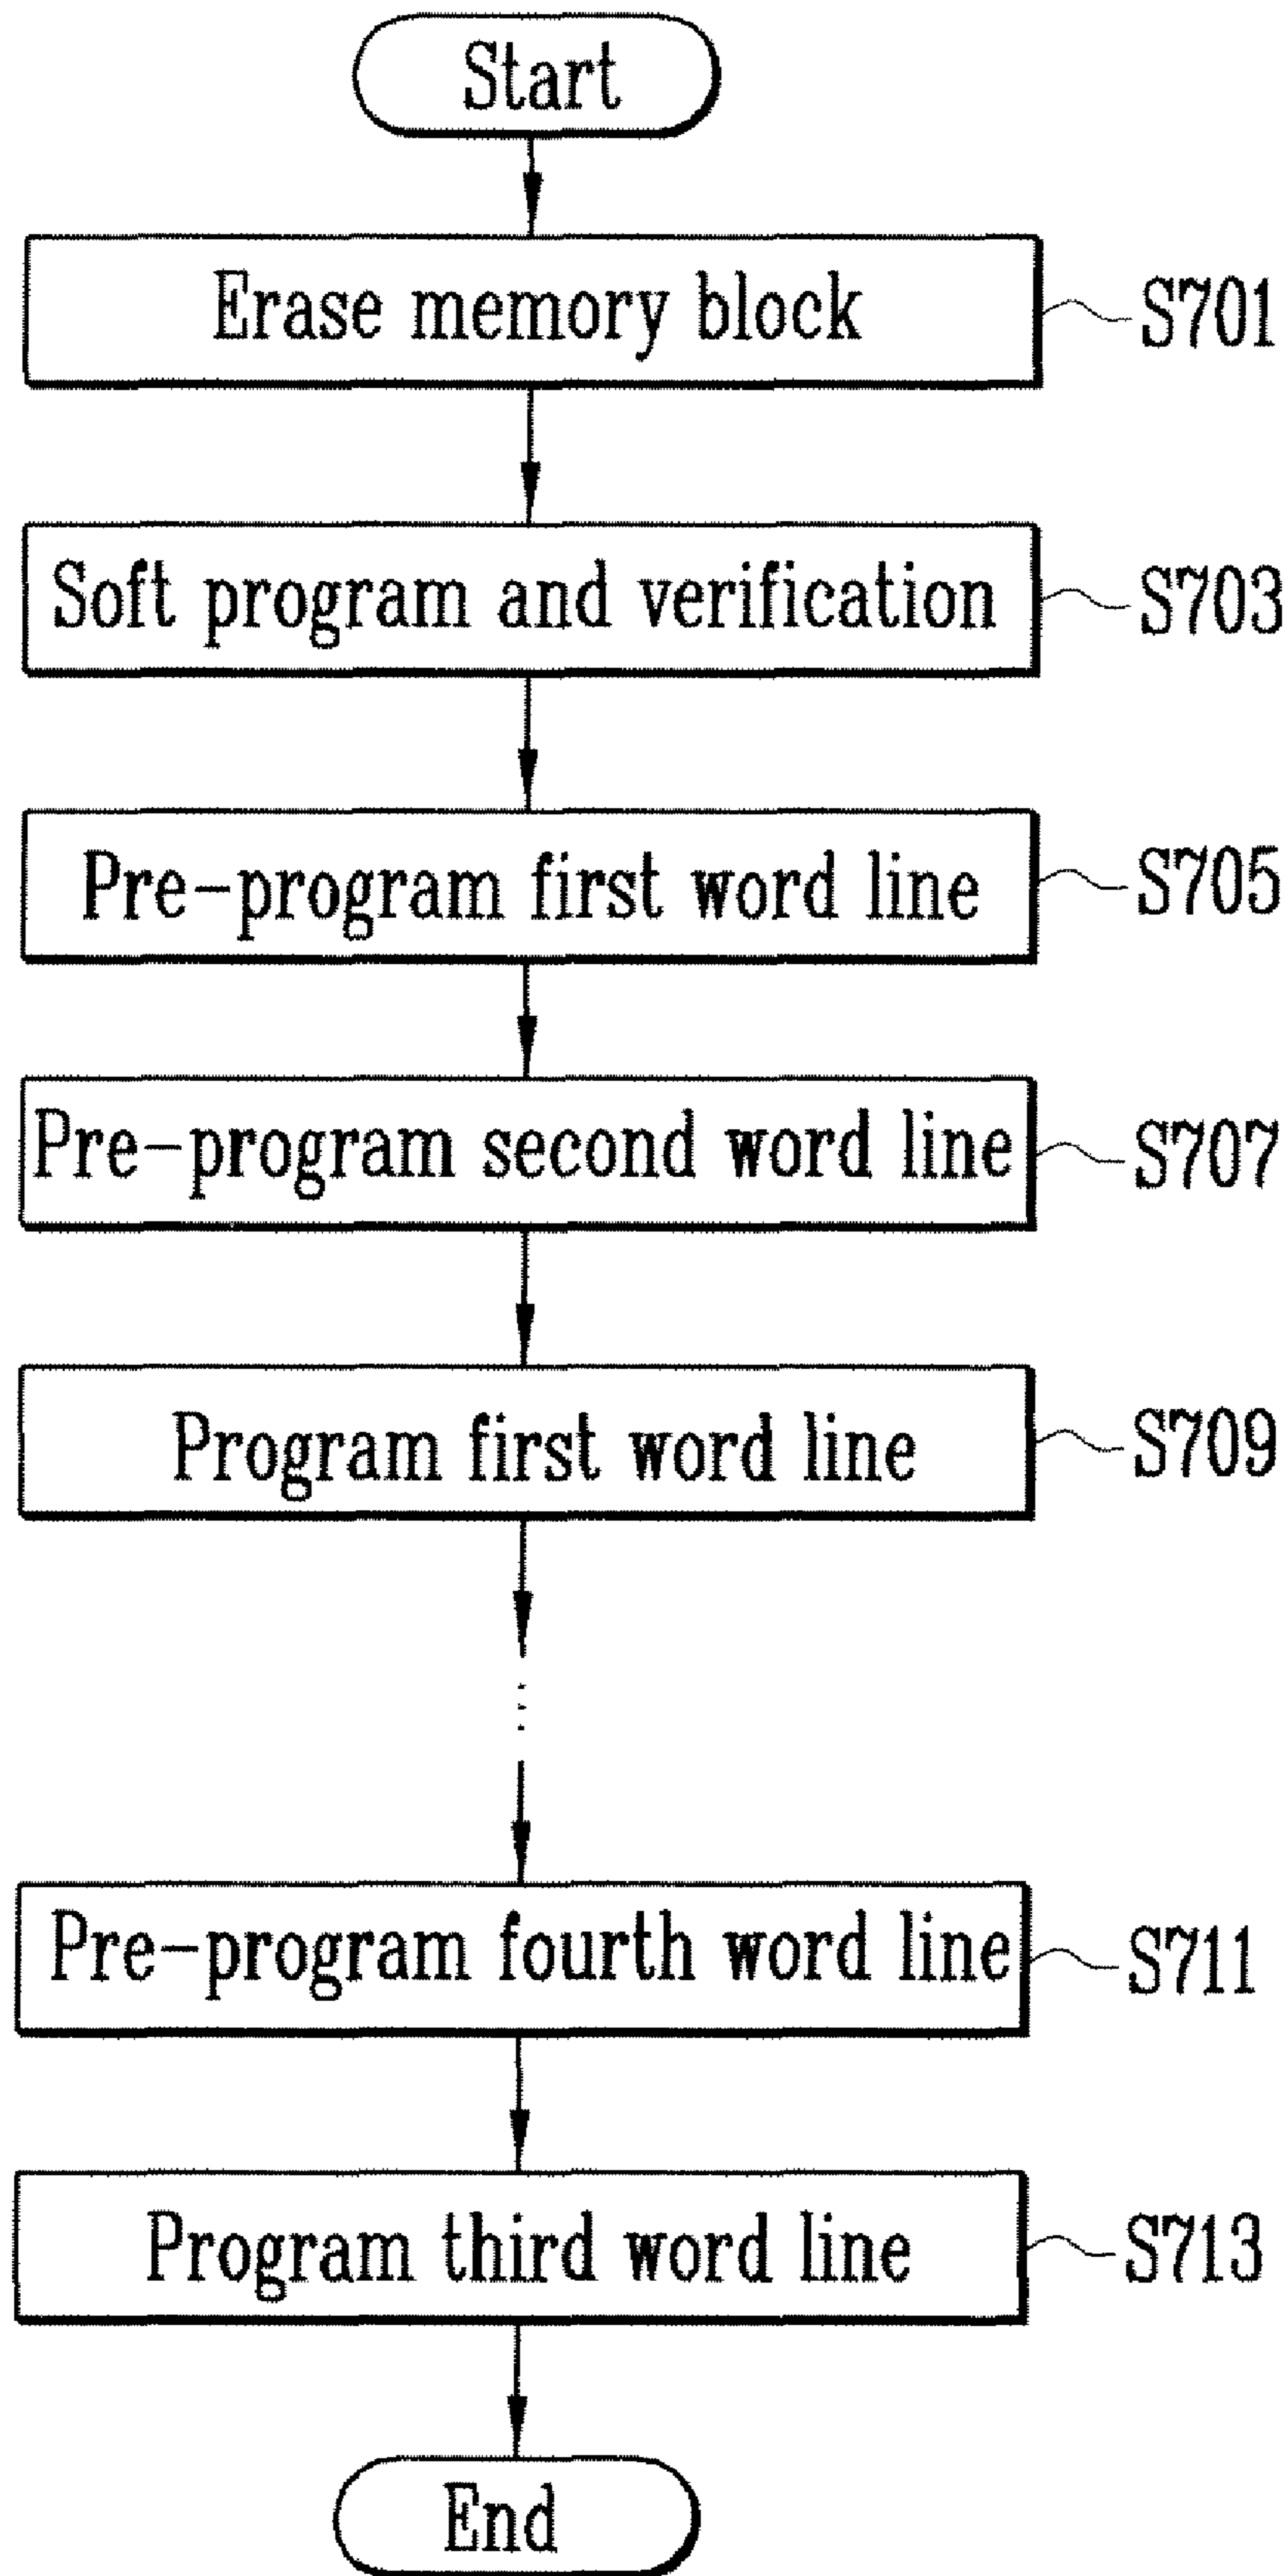 Start
Erase memory block
S701
Soft program and verification
S703
Pre-program first word line
S705
Pre-program second word line
S707
Program first word line
S709
...
Pre-program fourth word line
S711
Program third word line
S713
End